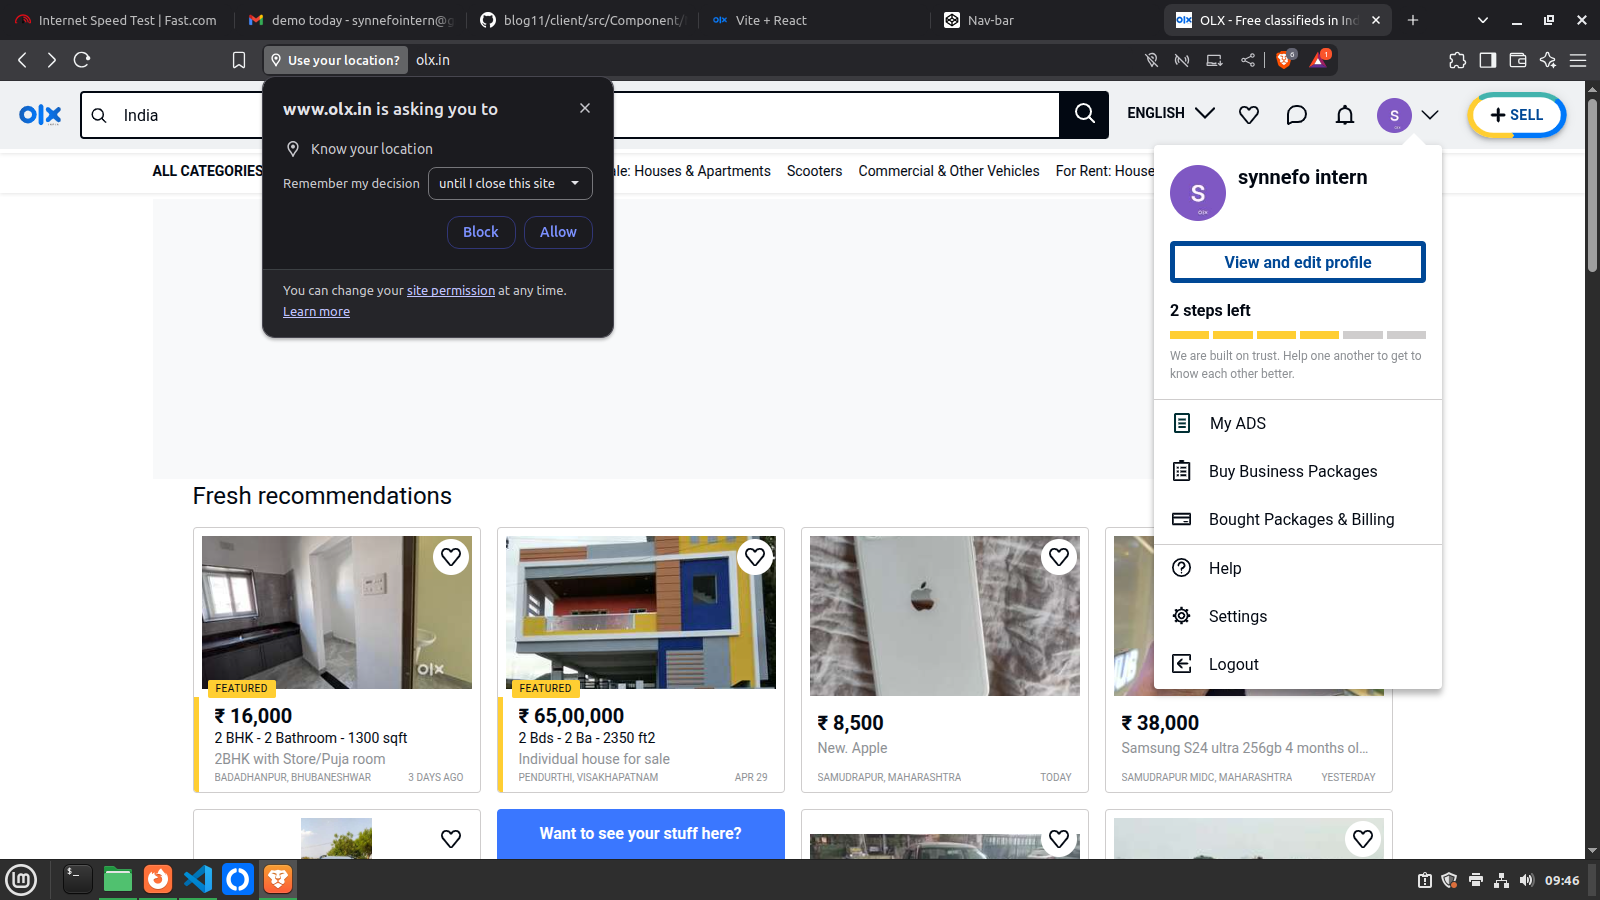 Internet Speed Test | Fast.com
demo today - synnefointern@g
blog11/client/src/Component/
Vite + React
Nav-bar
OLX - Free classifieds in Ind
Use your location?
olx.in
6
1
www.olx.in is asking you to
Know your location
Remember my decision
until I close this site
Block
Allow
You can change your site permission at any time.
Learn more
olx
India
ENGLISH
S
SELL
ALL CATEGORIES
ale: Houses & Apartments
Scooters
Commercial & Other Vehicles
For Rent: House
S
OLX
synnefo intern
View and edit profile
2 steps left
We are built on trust. Help one another to get to
know each other better.
My ADS
Buy Business Packages
Bought Packages & Billing
Help
Settings
Logout
Fresh recommendations
olx
FEATURED
₹ 16,000
2 BHK - 2 Bathroom - 1300 sqft
2BHK with Store/Puja room
BADADHANPUR, BHUBANESHWAR
3 DAYS AGO
FEATURED
₹ 65,00,000
2 Bds - 2 Ba - 2350 ft2
Individual house for sale
PENDURTHI, VISAKHAPATNAM
APR 29
₹ 8,500
New. Apple
SAMUDRAPUR, MAHARASHTRA
TODAY
₹ 38,000
Samsung S24 ultra 256gb 4 months ol...
SAMUDRAPUR MIDC, MAHARASHTRA
YESTERDAY
Want to see your stuff here?
09:46